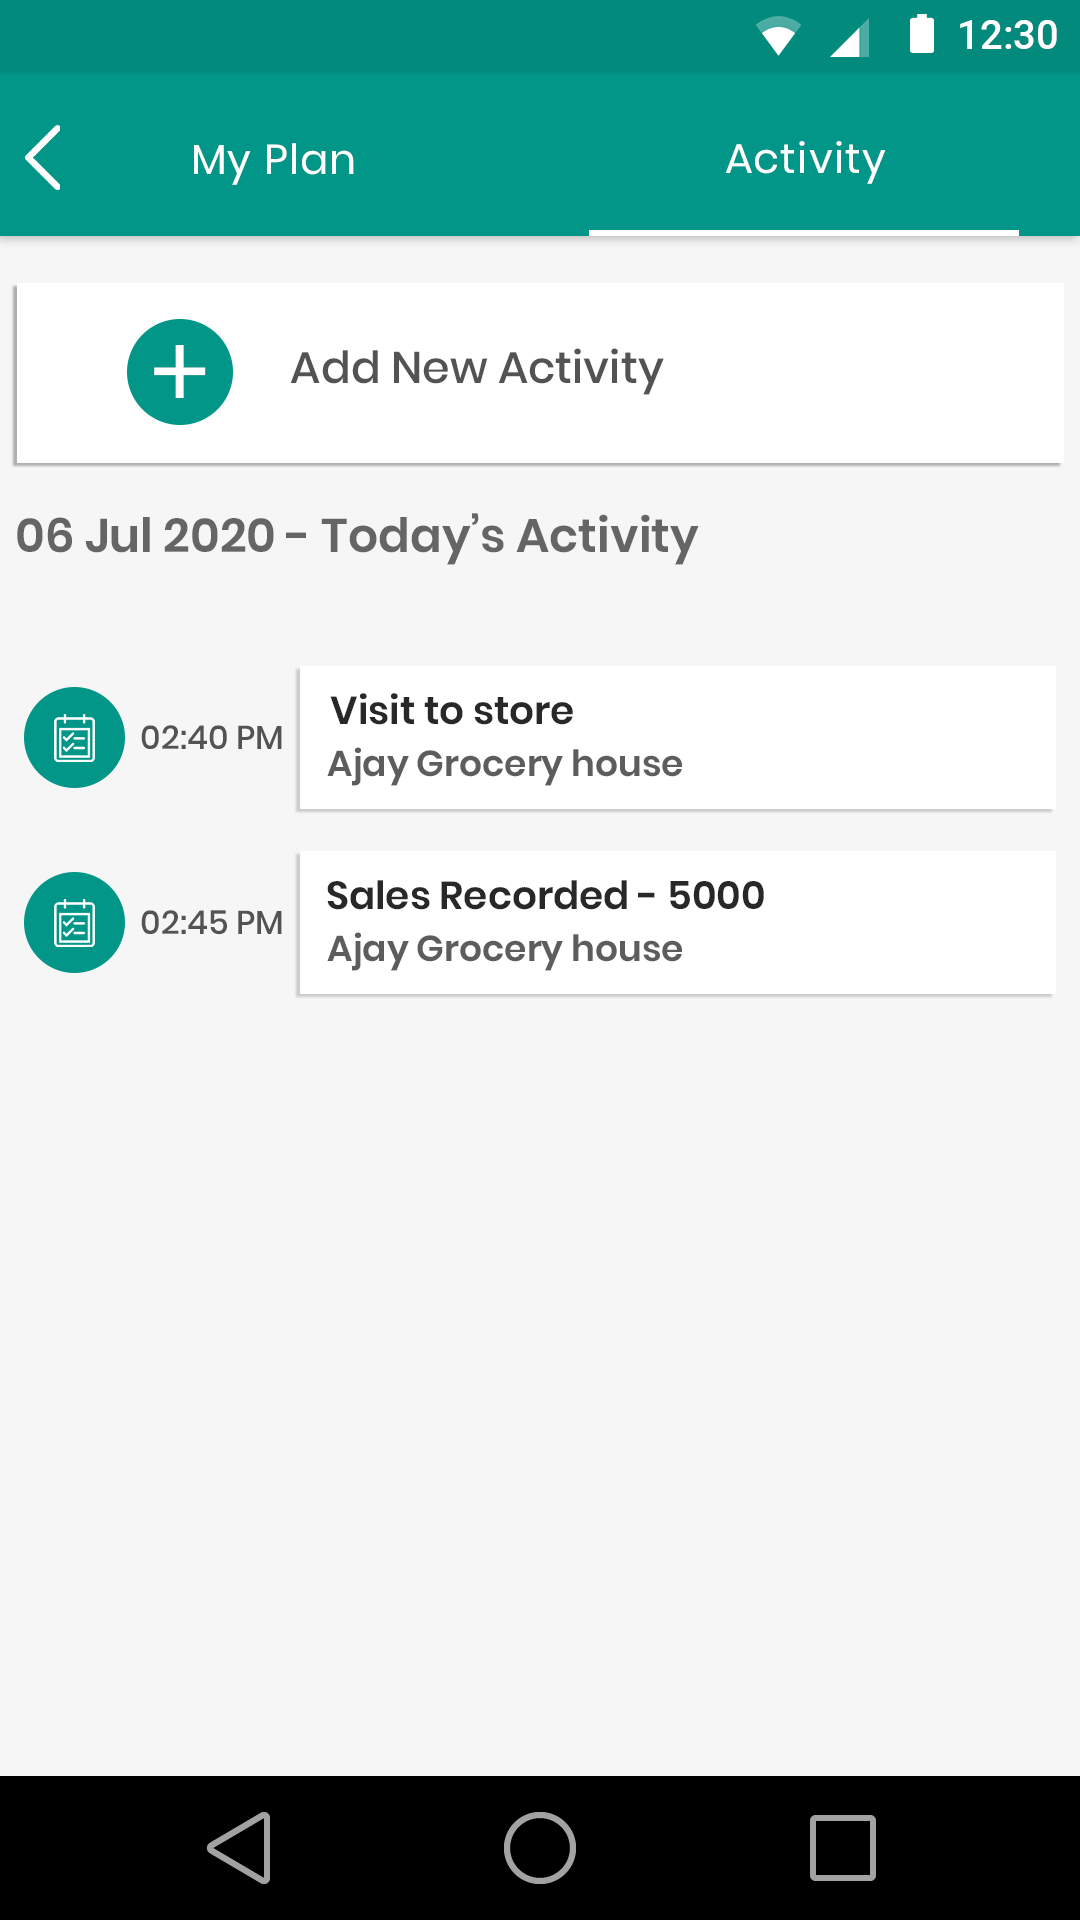 12:30
My Plan Activity
Add New Activity
06 Jul 2020 - Today’s Activity
Visit to store
02:40 PM
Ajay Grocery house
Sales Recorded - 5000
02:45 PM
Ajay Grocery house